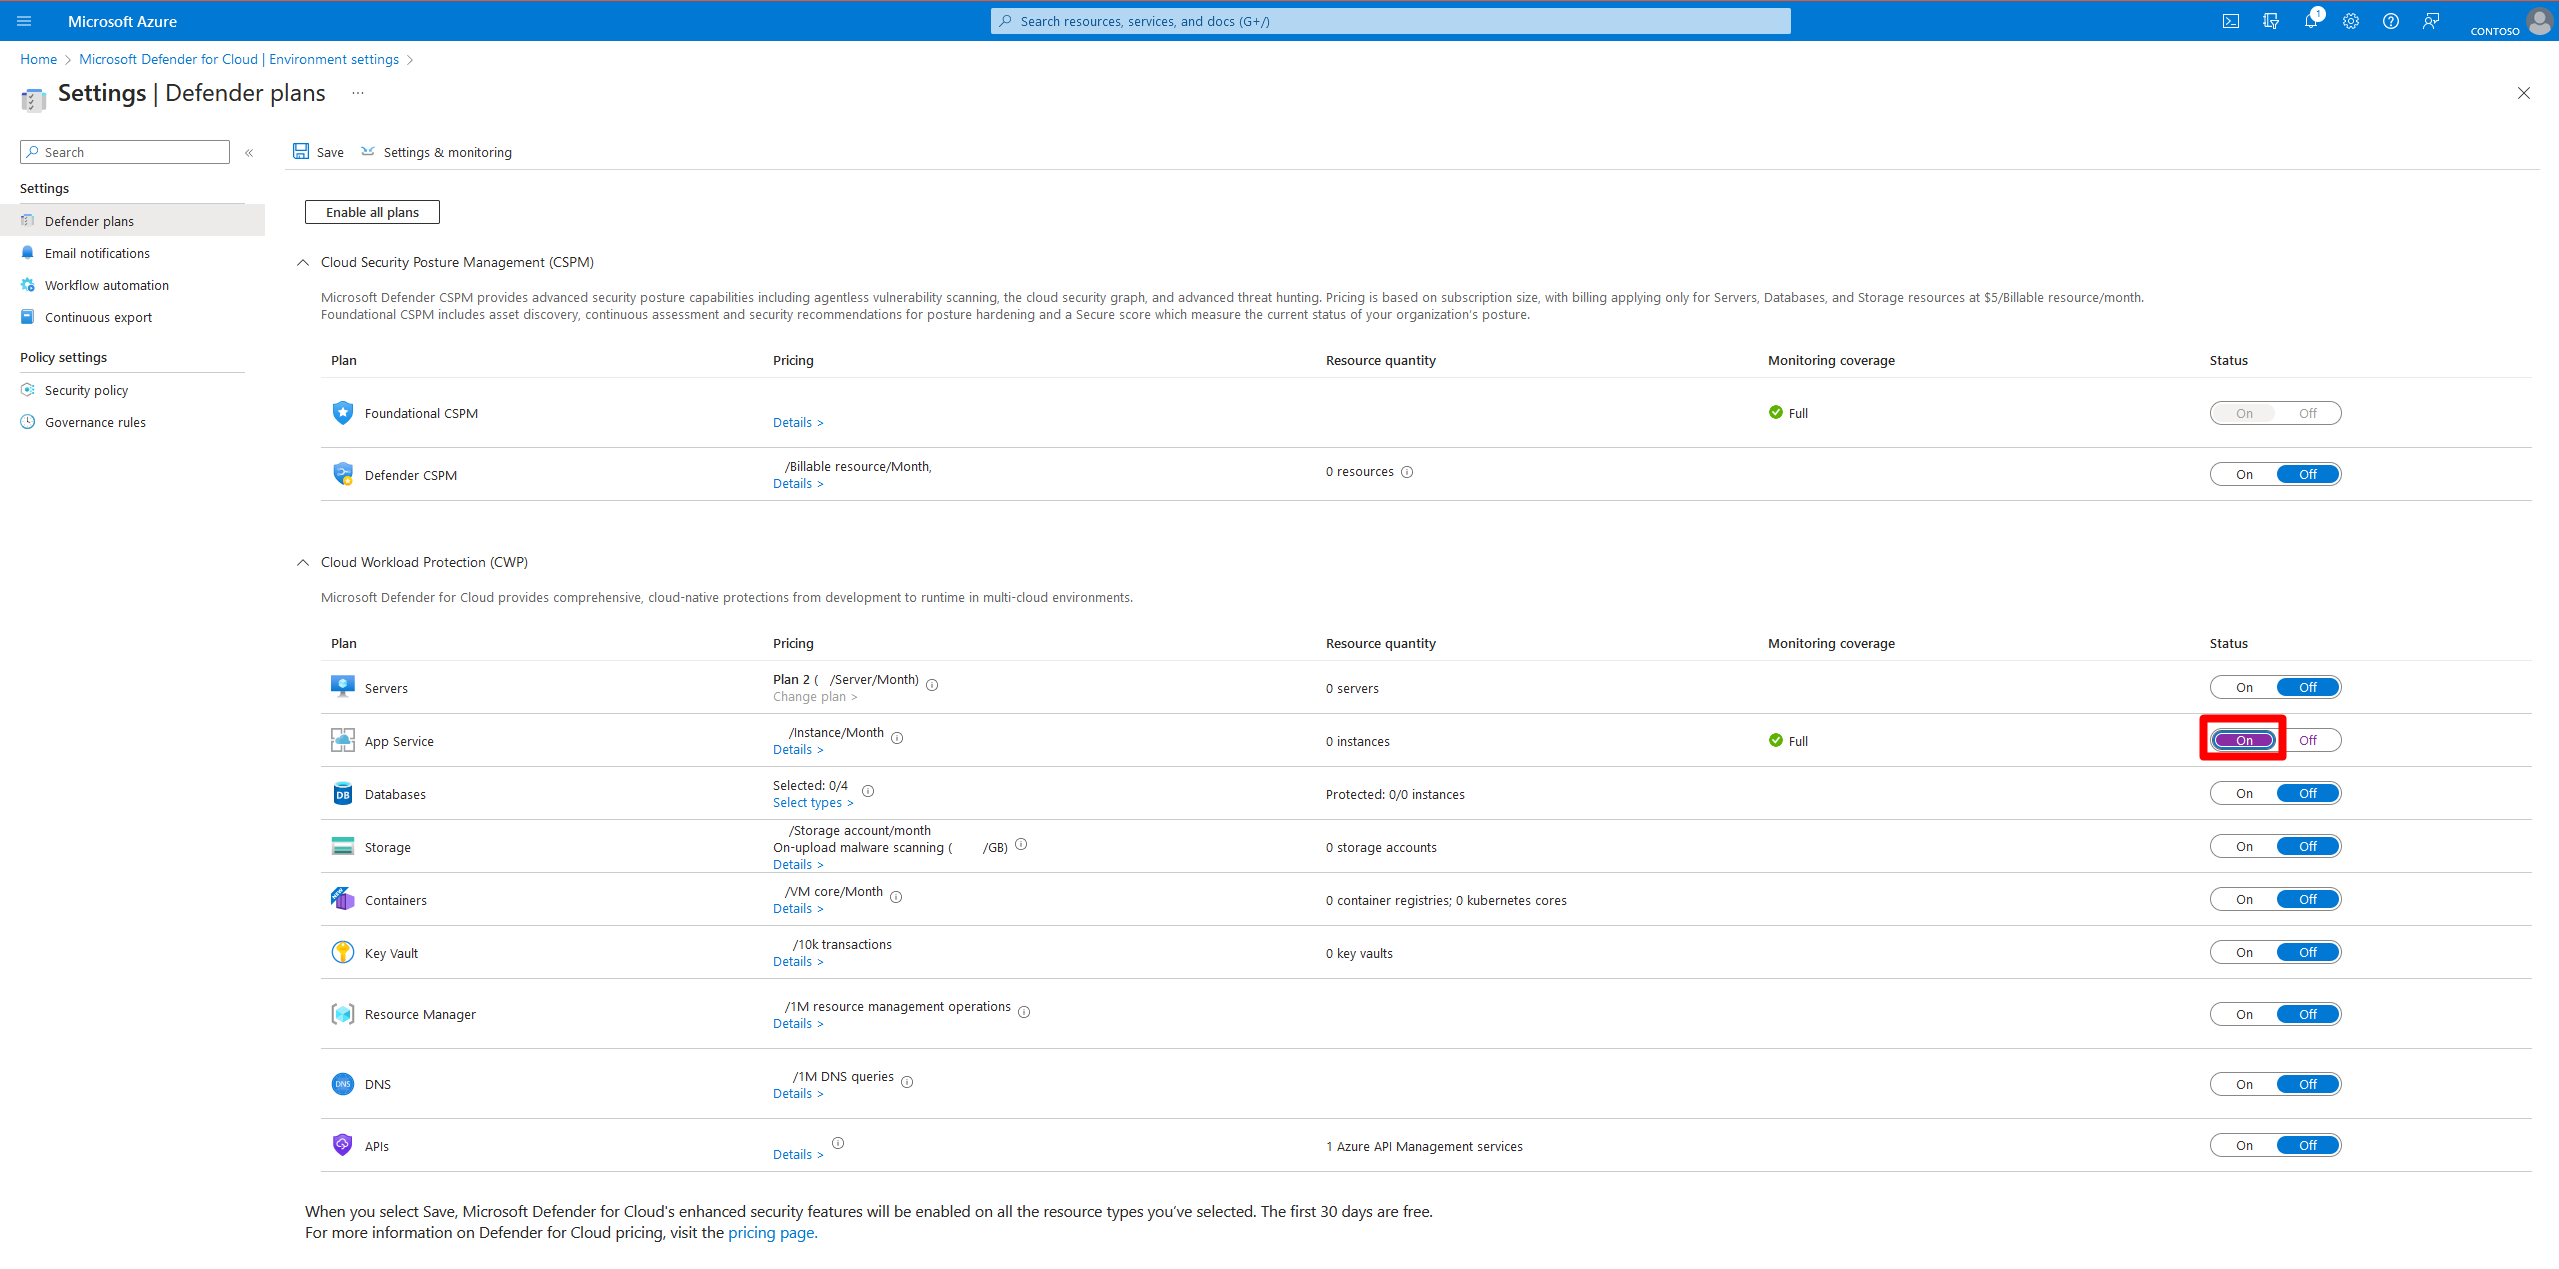 Microsoft Azure
Search resources, services, and docs (G+/)
1
CONTOSO
Home > Microsoft Defender for Cloud | Environment settings >
Settings | Defender plans ...
Search
«
Save
Settings & monitoring
Settings
Defender plans
Email notifications
Workflow automation
Continuous export
Policy settings
Security policy
Governance rules
Enable all plans
Cloud Security Posture Management (CSPM)
Microsoft Defender CSPM provides advanced security posture capabilities including agentless vulnerability scanning, the cloud security graph, and advanced threat hunting. Pricing is based on subscription size, with billing applying only for Servers, Databases, and Storage resources at $5/Billable resource/month.
Foundational CSPM includes asset discovery, continuous assessment and security recommendations for posture hardening and a Secure score which measure the current status of your organization's posture.
Plan Pricing Resource quantity Monitoring coverage Status
Foundational CSPM Details > Full On Off
Defender CSPM /Billable resource/Month, 0 resources On Off
Details >
Cloud Workload Protection (CWP)
Microsoft Defender for Cloud provides comprehensive, cloud-native protections from development to runtime in multi-cloud environments.
Plan Pricing Resource quantity Monitoring coverage Status
Servers Plan 2 ( /Server/Month) 0 servers On Off
Change plan >
App Service /Instance/Month 0 instances Full On Off
Details >
DB Databases Selected: 0/4 Protected: 0/0 instances On Off
Select types >
Storage /Storage account/month 0 storage accounts On Off
On-upload malware scanning ( /GB)
Details >
Containers /VM core/Month 0 container registries; 0 kubernetes cores On Off
Details >
Key Vault /10k transactions 0 key vaults On Off
Details >
Resource Manager /1M resource management operations On Off
Details >
DNS DNS /1M DNS queries On Off
Details >
APIs Details > 1 Azure API Management services On Off
When you select Save, Microsoft Defender for Cloud's enhanced security features will be enabled on all the resource types you've selected. The first 30 days are free.
For more information on Defender for Cloud pricing, visit the pricing page.